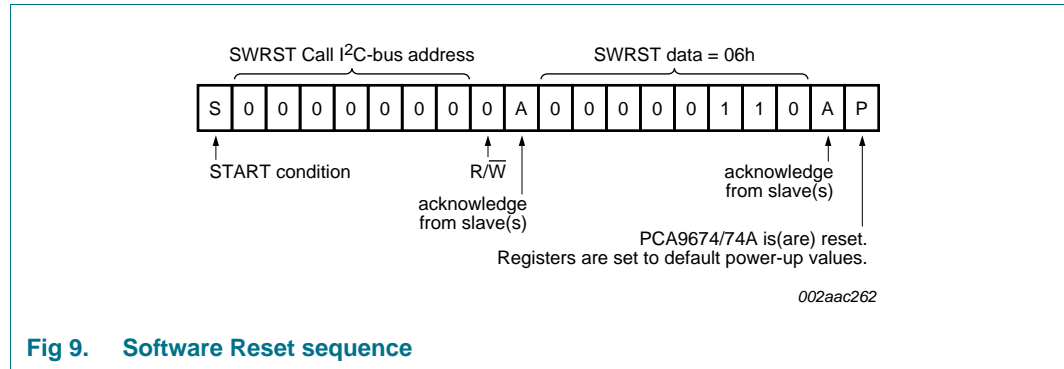 SWRST Call I2C-bus address SWRST data = 06h
S 0 0 0 0 0 0 0 0 A 0 0 0 0 0 1 1 0 A P
START condition R/W̅ acknowledge
acknowledge from slave(s)
from slave(s)
PCA9674/74A is(are) reset.
Registers are set to default power-up values.
002aac262
Fig 9. Software Reset sequence